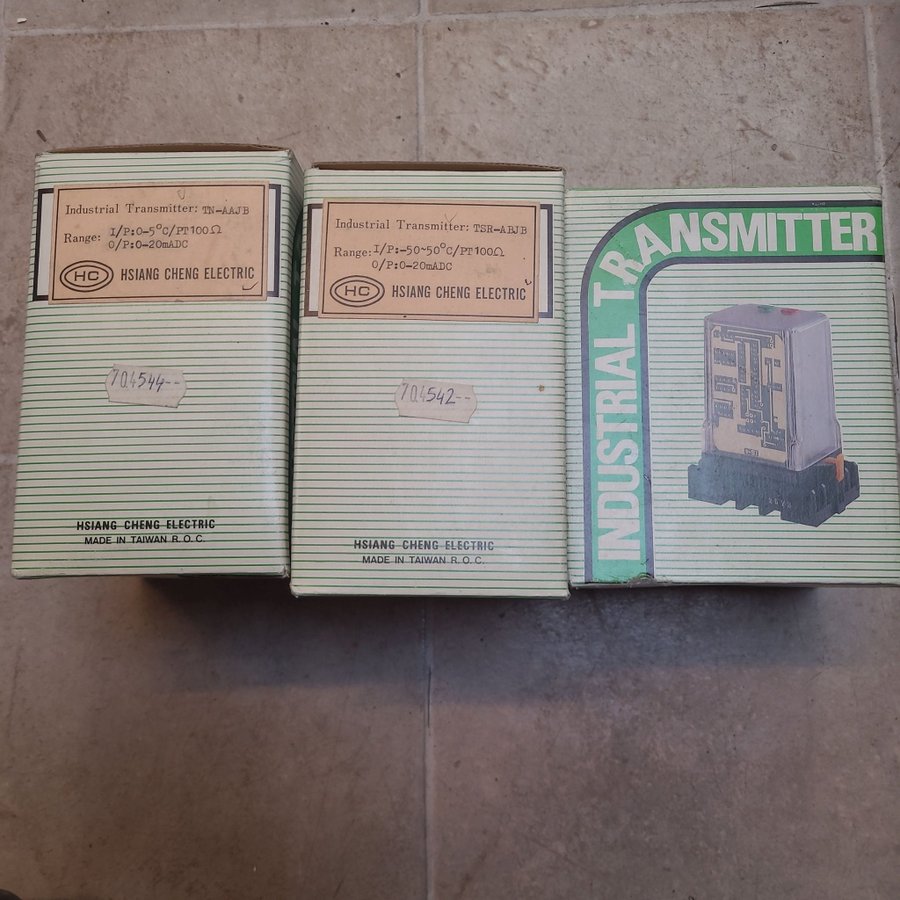 Industrial Transmitter: TN-AAJB
Range: I/P:0-5°C/PT100Ω
O/P:0-20mADC
HC HSIANG CHENG ELECTRIC
704544--
HSIANG CHENG ELECTRIC
MADE IN TAIWAN R.O.C.
Industrial Transmitter: TSR-ABJB
Range: I/P:-50~50°C/PT100Ω
O/P:0-20mADC
HC HSIANG CHENG ELECTRIC
704542--
HSIANG CHENG ELECTRIC
MADE IN TAIWAN R.O.C.
INDUSTRIAL TRANSMITTER